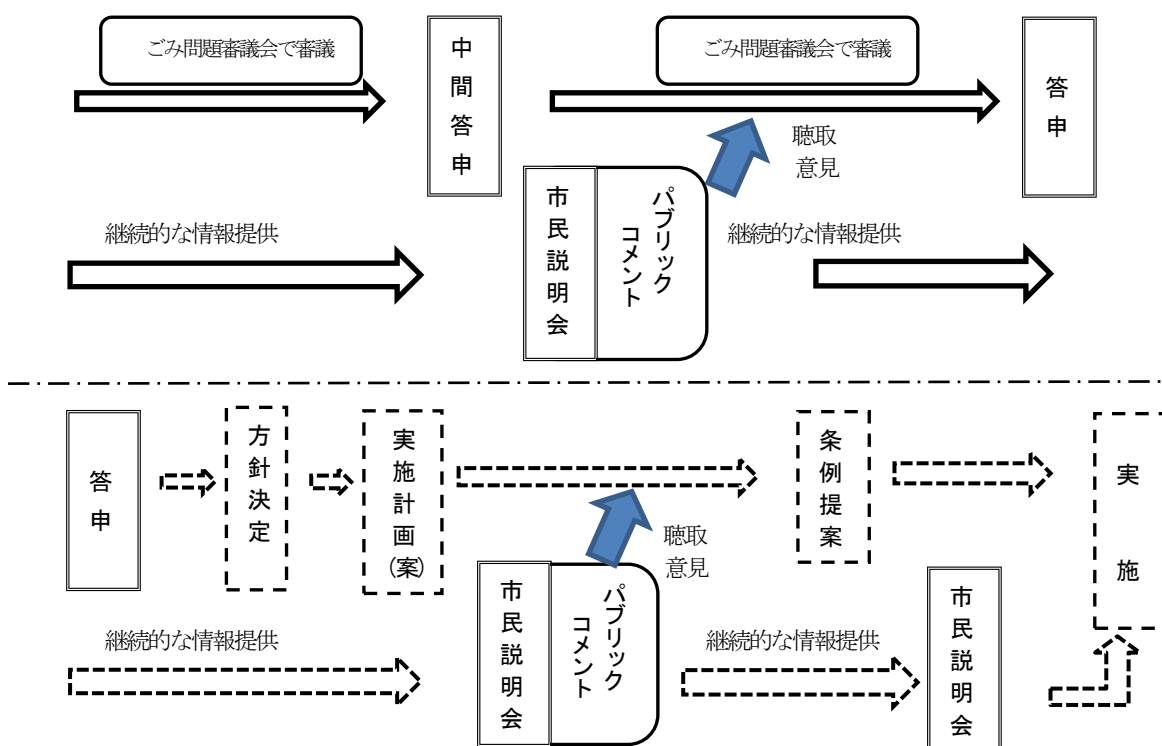 ごみ問題審議会で審議
中間答申
ごみ問題審議会で審議
答申
聴取
意見
継続的な情報提供
市民説明会
パブリック
コメント
継続的な情報提供
答申
方針決定
実施計画(案)
条例提案
実施
聴取
意見
継続的な情報提供
市民説明会
パブリック
コメント
継続的な情報提供
市民説明会